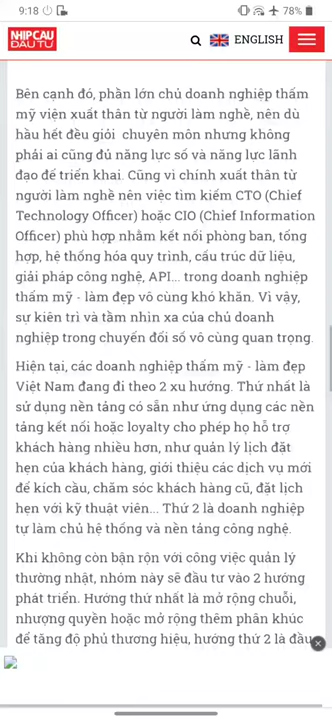 9:18
78%
NHỊP CẦU
ĐẦU TƯ
ENGLISH
Bên cạnh đó, phần lớn chủ doanh nghiệp thẩm
mỹ viện xuất thân từ người làm nghề, nên dù
hầu hết đều giỏi chuyên môn nhưng không
phải ai cũng đủ năng lực số và năng lực lãnh
đạo để triển khai. Cũng vì chính xuất thân từ
người làm nghề nên việc tìm kiếm CTO (Chief
Technology Officer) hoặc CIO (Chief Information
Officer) phù hợp nhằm kết nối phòng ban, tổng
hợp, hệ thống hóa quy trình, cấu trúc dữ liệu,
giải pháp công nghệ, API... trong doanh nghiệp
thẩm mỹ - làm đẹp vô cùng khó khăn. Vì vậy,
sự kiên trì và tầm nhìn xa của chủ doanh
nghiệp trong chuyển đổi số vô cùng quan trọng.
Hiện tại, các doanh nghiệp thẩm mỹ - làm đẹp
Việt Nam đang đi theo 2 xu hướng. Thứ nhất là
sử dụng nền tảng có sẵn như ứng dụng các nền
tảng kết nối hoặc loyalty cho phép họ hỗ trợ
khách hàng nhiều hơn, như quản lý lịch đặt
hẹn của khách hàng, giới thiệu các dịch vụ mới
để kích cầu, chăm sóc khách hàng cũ, đặt lịch
hẹn với kỹ thuật viên... Thứ 2 là doanh nghiệp
tự làm chủ hệ thống và nền tảng công nghệ.
Khi không còn bận rộn với công việc quản lý
thường nhật, nhóm này sẽ đầu tư vào 2 hướng
phát triển. Hướng thứ nhất là mở rộng chuỗi,
nhượng quyền hoặc mở rộng thêm phân khúc
để tăng độ phủ thương hiệu, hướng thứ 2 là đầu